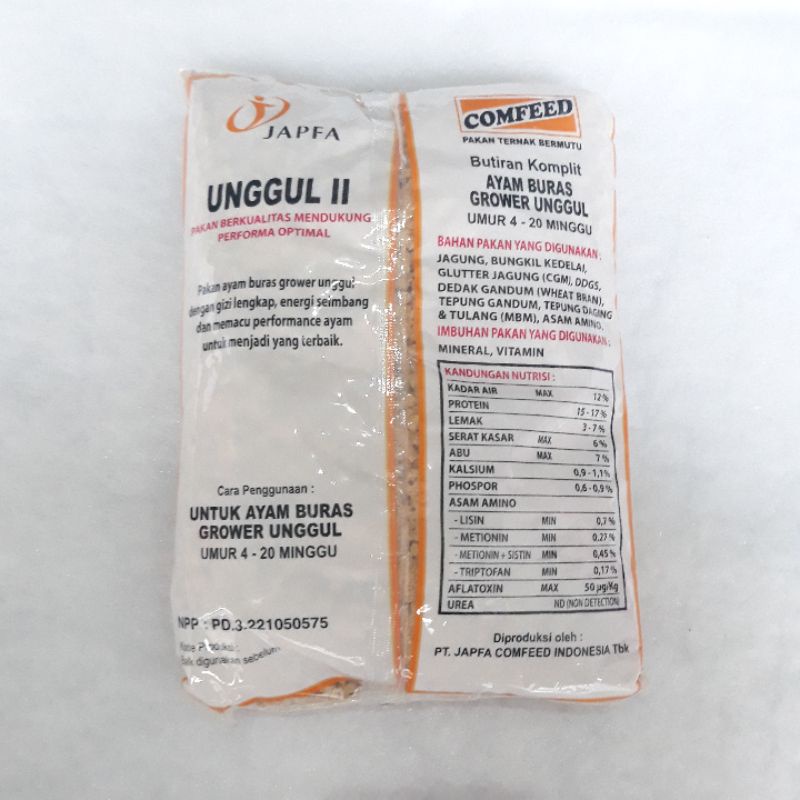 JAPFA
UNGGUL II
PAKAN BERKUALITAS MENDUKUNG
PERFORMA OPTIMAL
Pakan ayam buras grower unggul
dengan gizi lengkap, energi seimbang
dan memacu performance ayam
untuk menjadi yang terbaik.
Cara Penggunaan :
UNTUK AYAM BURAS
GROWER UNGGUL
UMUR 4 - 20 MINGGU
NPP : PD.3-221050575
Kode Produksi :
Baik digunakan sebelum
COMFEED
PAKAN TERNAK BERMUTU
Butiran Komplit
AYAM BURAS
GROWER UNGGUL
UMUR 4 - 20 MINGGU
BAHAN PAKAN YANG DIGUNAKAN :
JAGUNG, BUNGKIL KEDELAI,
GLUTTER JAGUNG (CGM), DDGS,
DEDAK GANDUM (WHEAT BRAN),
TEPUNG GANDUM, TEPUNG DAGING
& TULANG (MBM), ASAM AMINO.
IMBUHAN PAKAN YANG DIGUNAKAN :
MINERAL, VITAMIN
KANDUNGAN NUTRISI :
KADAR AIR MAX 12 %
PROTEIN 15 - 17 %
LEMAK 3 - 7 %
SERAT KASAR MAX 6 %
ABU MAX 7 %
KALSIUM 0,9 - 1,1%
PHOSPOR 0,6 - 0,9 %
ASAM AMINO
- LISIN MIN 0,7 %
- METIONIN MIN 0.27 %
- METIONIN + SISTIN MIN 0,45 %
- TRIPTOFAN MIN 0,17 %
AFLATOXIN MAX 50 µg/Kg
UREA ND (NON DETECTION)
Diproduksi oleh :
PT. JAPFA COMFEED INDONESIA Tbk